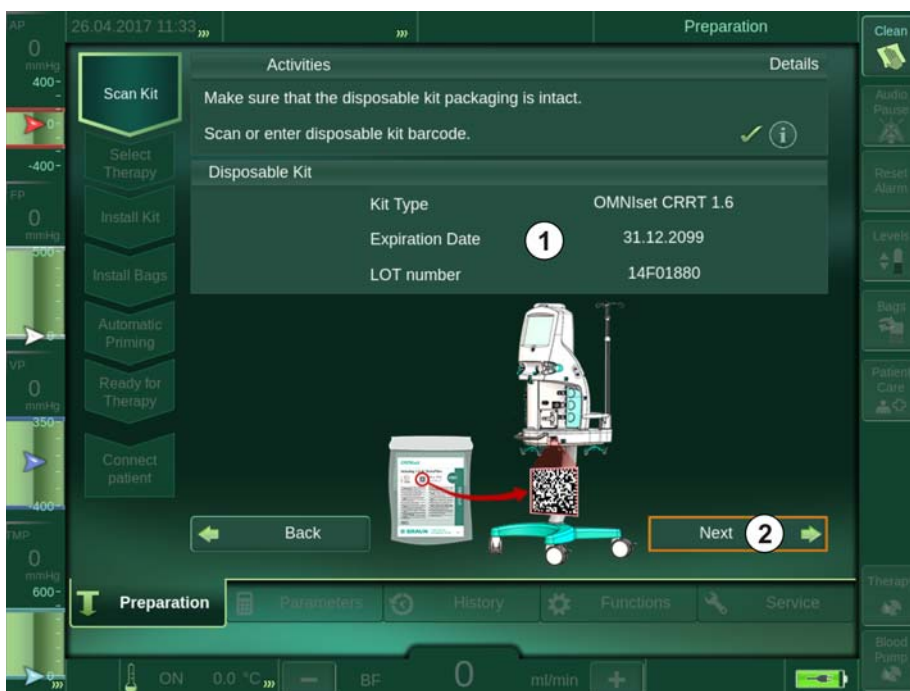 AP
26.04.2017 11:33
Preparation
Clean
0
mmHg
400
0
-400
Audio
Pause
Reset
Alarm
Levels
Bags
Patient
Care
Therapy
Blood
Pump
FP
0
mmHg
500
0
VP
0
mmHg
350
-400
TMP
0
mmHg
600
Scan Kit
Select
Therapy
Install Kit
Install Bags
Automatic
Priming
Ready for
Therapy
Connect
patient
Activities Details
Make sure that the disposable kit packaging is intact.
Scan or enter disposable kit barcode.
Disposable Kit
Kit Type OMNIset CRRT 1.6
Expiration Date 1 31.12.2099
LOT number 14F01880
B BRAUN
Back
Next 2
Preparation Parameters History Functions Service
ON 0.0 °C BF 0 ml/min